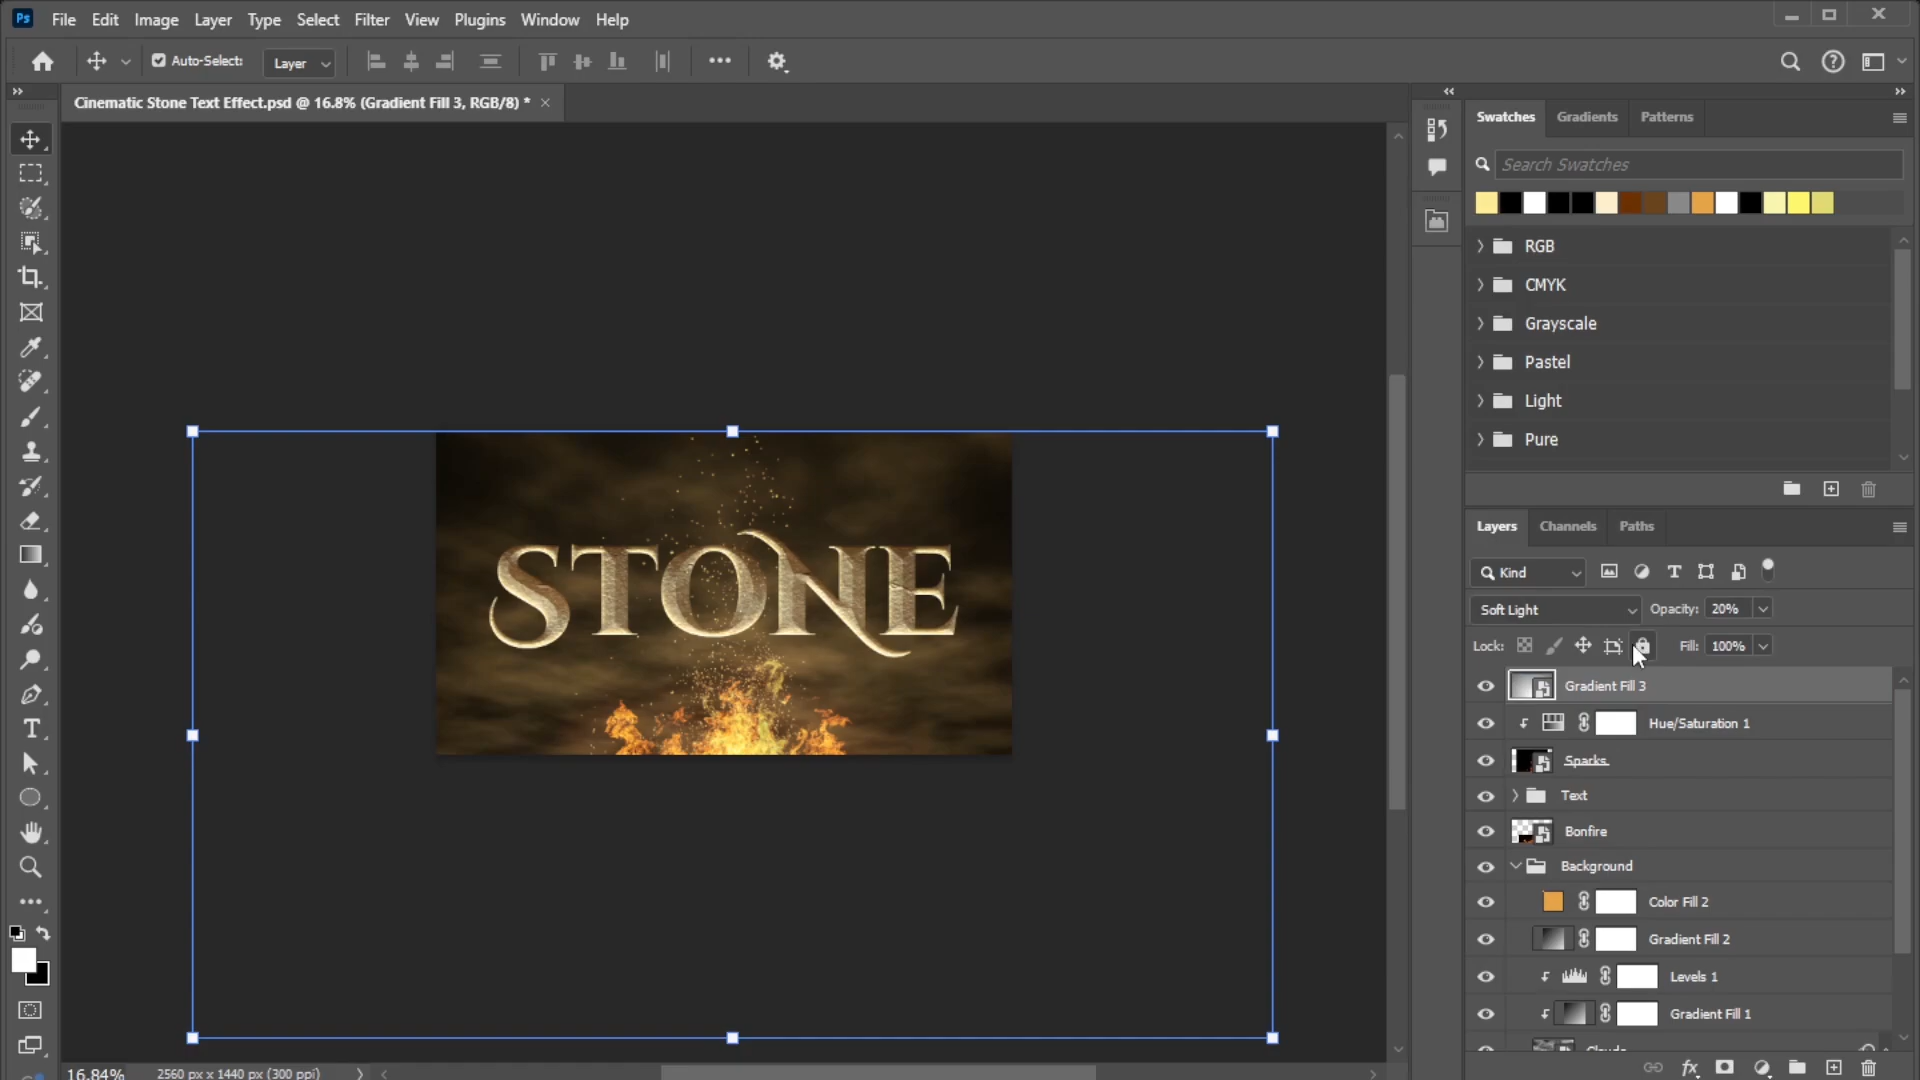 Ps File Edit Image Layer Type Select Filter View Plugins Window Help
Auto-Select: Layer
Cinematic Stone Text Effect.psd @ 16.8% (Gradient Fill 3, RGB/8) *
Swatches Gradients Patterns
Search Swatches
RGB
CMYK
Grayscale
Pastel
Light
Pure
STONE
Layers Channels Paths
Kind
Soft Light Opacity: 20%
Lock: Fill: 100%
Gradient Fill 3
Hue/Saturation 1
Sparks
Text
Bonfire
Background
Color Fill 2
Gradient Fill 2
Levels 1
Gradient Fill 1
Clouds
16.84% 2560 px x 1440 px (300 ppi)